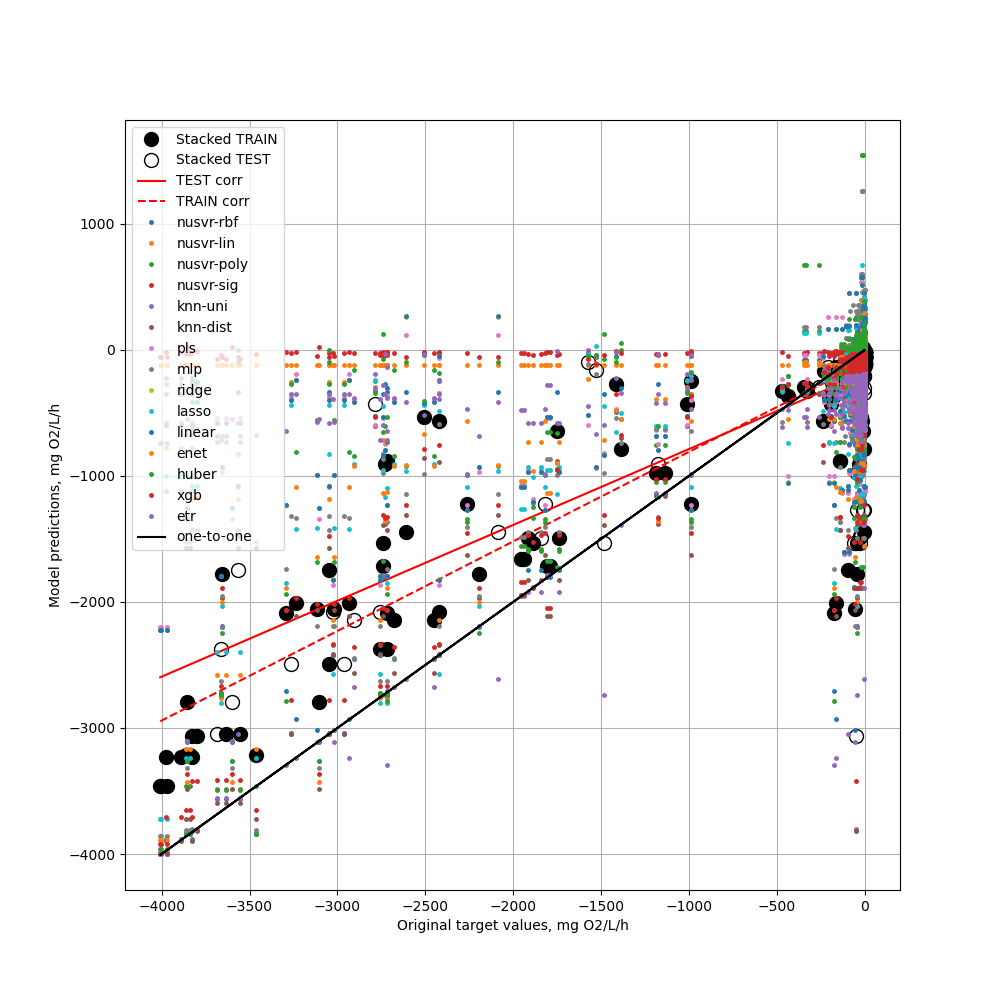 Stacked TRAIN
Stacked TEST
TEST corr
TRAIN corr
nusvr-rbf
nusvr-lin
nusvr-poly
nusvr-sig
knn-uni
knn-dist
pls
mlp
ridge
lasso
linear
enet
huber
xgb
etr
one-to-one
1000
0
−1000
−2000
−3000
−4000
Model predictions, mg O2/L/h
−4000 −3500 −3000 −2500 −2000 −1500 −1000 −500 0
Original target values, mg O2/L/h